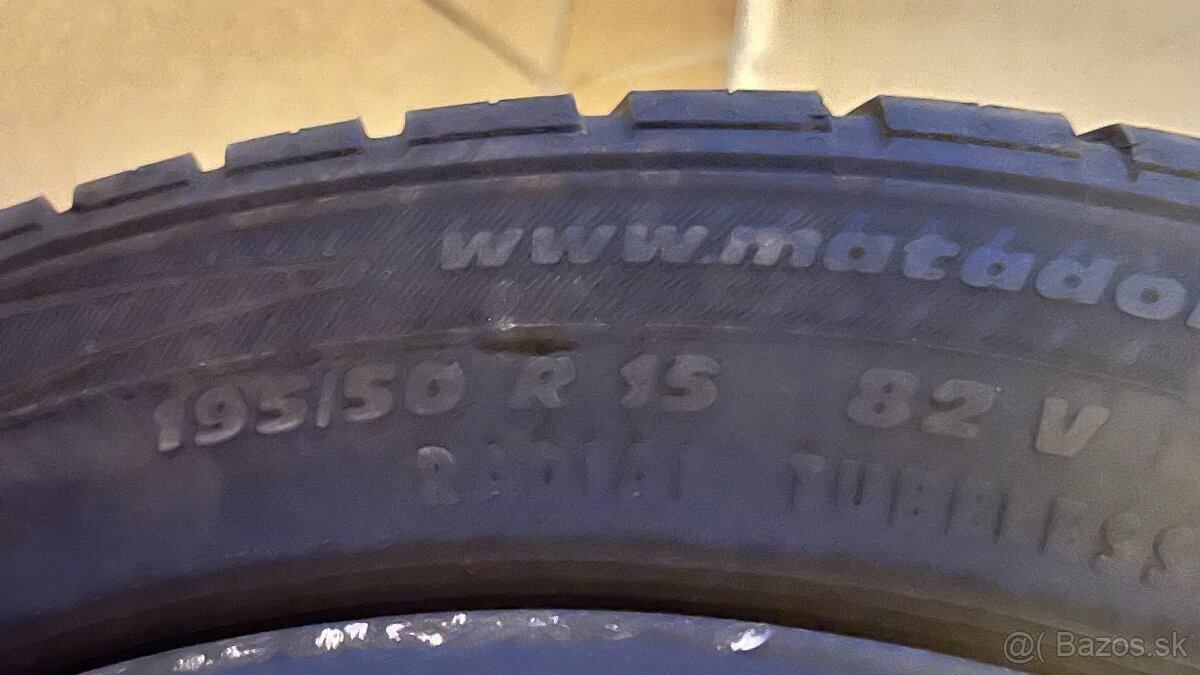 www.matador
195/50 R 15 82 V
RADIAL TUBELESS
@( Bazos.sk